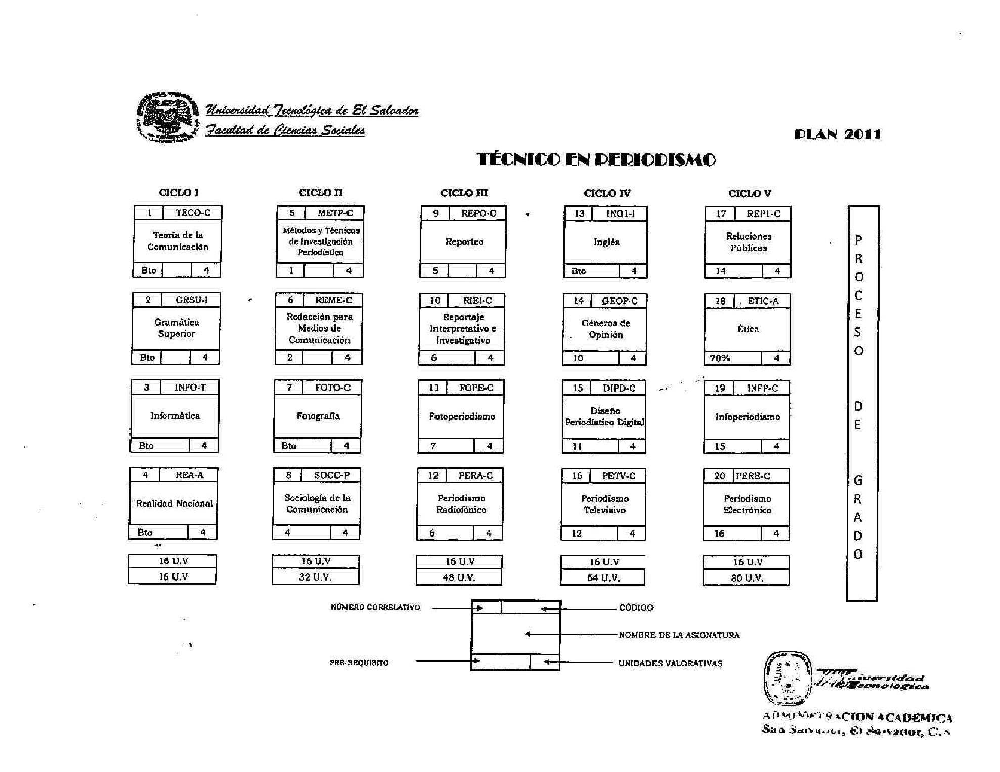 Universidad Tecnológica de El Salvador
Facultad de Ciencias Sociales
PLAN 2011
TÉCNICO EN PERIODISMO
CICLO I
1 TECO-C
Teoría de la
Comunicación
Bto 4
2 GRSU-I
Gramática
Superior
Bto 4
3 INFO-T
Informática
Bto 4
4 REA-A
Realidad Nacional
Bto 4
16 U.V
16 U.V
CICLO II
5 METP-C
Métodos y Técnicas
de Investigación
Periodística
1 4
6 REME-C
Redacción para
Medios de
Comunicación
2 4
7 FOTO-C
Fotografía
Bto 4
8 SOCC-P
Sociología de la
Comunicación
4 4
16 U.V
32 U.V.
CICLO III
9 REPO-C
Reporteo
5 4
10 RIEI-C
Reportaje
Interpretativo e
Investigativo
6 4
11 FOPE-C
Fotoperiodismo
7 4
12 PERA-C
Periodismo
Radiofónico
6 4
16 U.V
48 U.V.
CICLO IV
13 ING1-I
Inglés
Bto 4
14 GEOP-C
Géneros de
Opinión
10 4
15 DIPD-C
Diseño
Periodístico Digital
11 4
16 PETV-C
Periodismo
Televisivo
12 4
16 U.V
64 U.V.
CICLO V
17 REP1-C
Relaciones
Públicas
14 4
18 ETIC-A
Ética
70% 4
19 INFP-C
Infoperiodismo
15 4
20 PERE-C
Periodismo
Electrónico
16 4
16 U.V
80 U.V.
PROCESO DE GRADO
NÚMERO CORRELATIVO
CÓDIGO
NOMBRE DE LA ASIGNATURA
PRE-REQUISITO
UNIDADES VALORATIVAS
Universidad
Tecnológica
ADMINISTRACION ACADEMICA
San Salvador, El Salvador, C.A